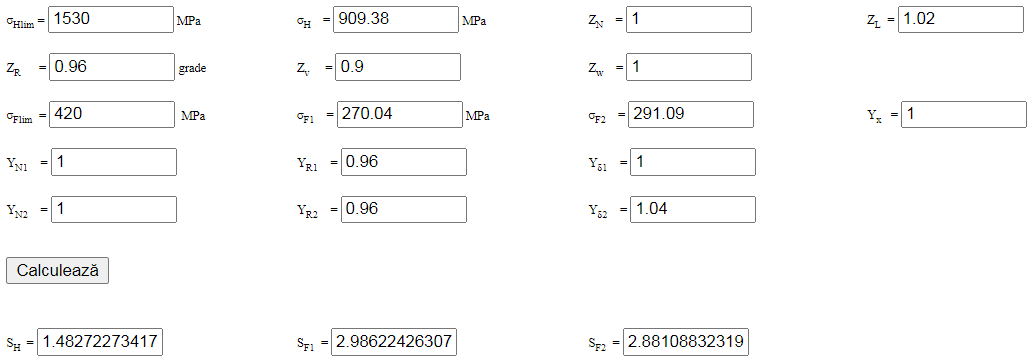 σHlim = 1530 MPa σH = 909.38 MPa ZN = 1 ZL = 1.02
ZR = 0.96 grade Zv = 0.9 Zw = 1
σFlim = 420 MPa σF1 = 270.04 MPa σF2 = 291.09 Yx = 1
YN1 = 1 YR1 = 0.96 Yδ1 = 1
YN2 = 1 YR2 = 0.96 Yδ2 = 1.04
Calculează
SH = 1.48272273417 SF1 = 2.98622426307 SF2 = 2.88108832319